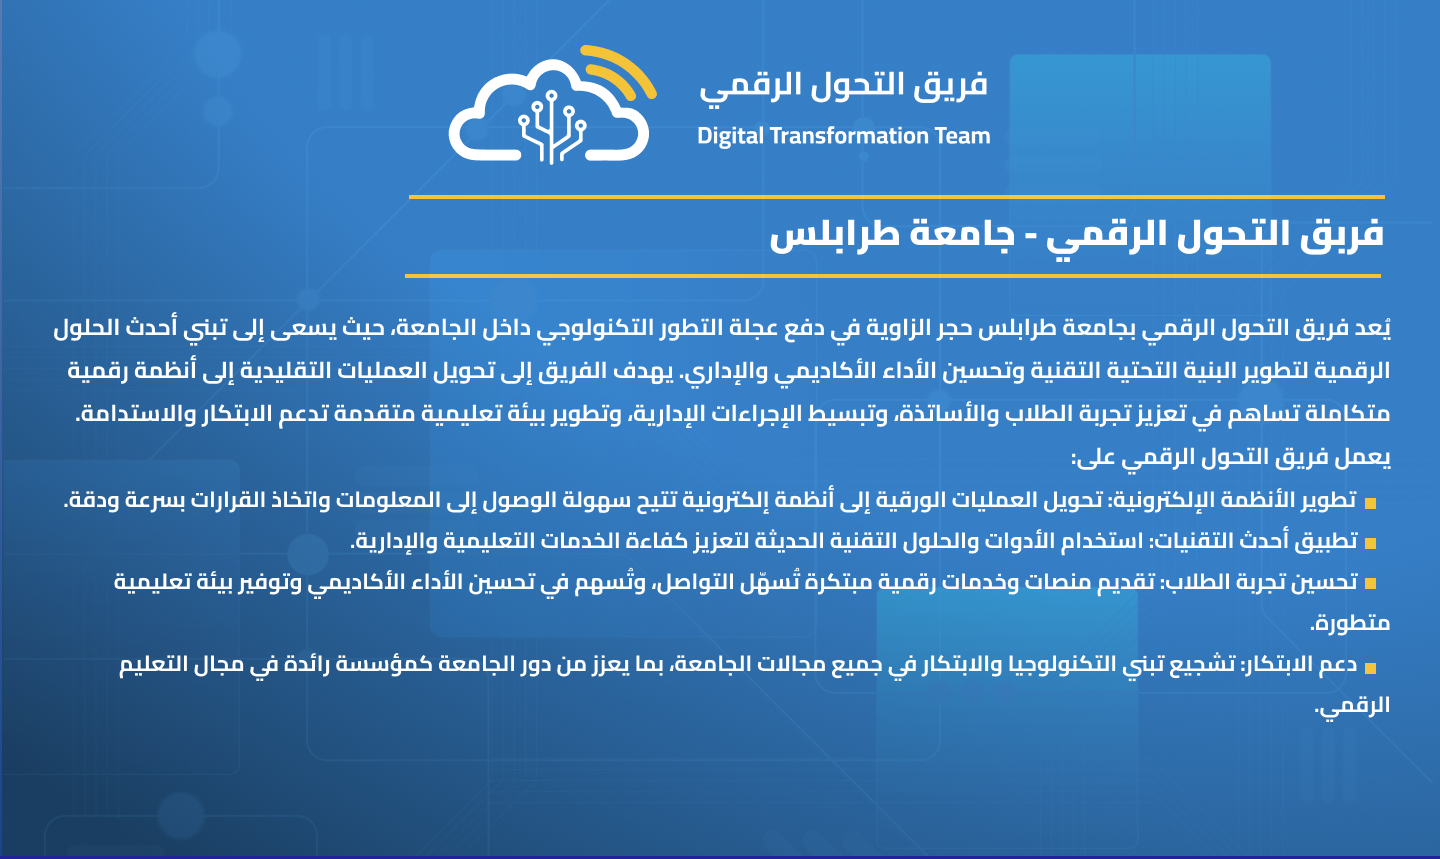 فريق التحول الرقمي
Digital Transformation Team
فربق التحول الرقمي - جامعة طرابلس
يُعد فريق التحول الرقمي بجامعة طرابلس حجر الزاوية في دفع عجلة التطور التكنولوجي داخل الجامعة، حيث يسعى إلى تبني أحدث الحلول
الرقمية لتطوير البنية التحتية التقنية وتحسين الأداء الأكاديمي والإداري. يهدف الفريق إلى تحويل العمليات التقليدية إلى أنظمة رقمية
متكاملة تساهم في تعزيز تجربة الطلاب والأساتذة، وتبسيط الإجراءات الإدارية، وتطوير بيئة تعليمية متقدمة تدعم الابتكار والاستدامة.
يعمل فريق التحول الرقمي على:
تطوير الأنظمة الإلكترونية: تحويل العمليات الورقية إلى أنظمة إلكترونية تتيح سهولة الوصول إلى المعلومات واتخاذ القرارات بسرعة ودقة.
تطبيق أحدث التقنيات: استخدام الأدوات والحلول التقنية الحديثة لتعزيز كفاءة الخدمات التعليمية والإدارية.
تحسين تجربة الطلاب: تقديم منصات وخدمات رقمية مبتكرة تُسهّل التواصل، وتُسهم في تحسين الأداء الأكاديمي وتوفير بيئة تعليمية
متطورة.
دعم الابتكار: تشجيع تبني التكنولوجيا والابتكار في جميع مجالات الجامعة، بما يعزز من دور الجامعة كمؤسسة رائدة في مجال التعليم
الرقمي.